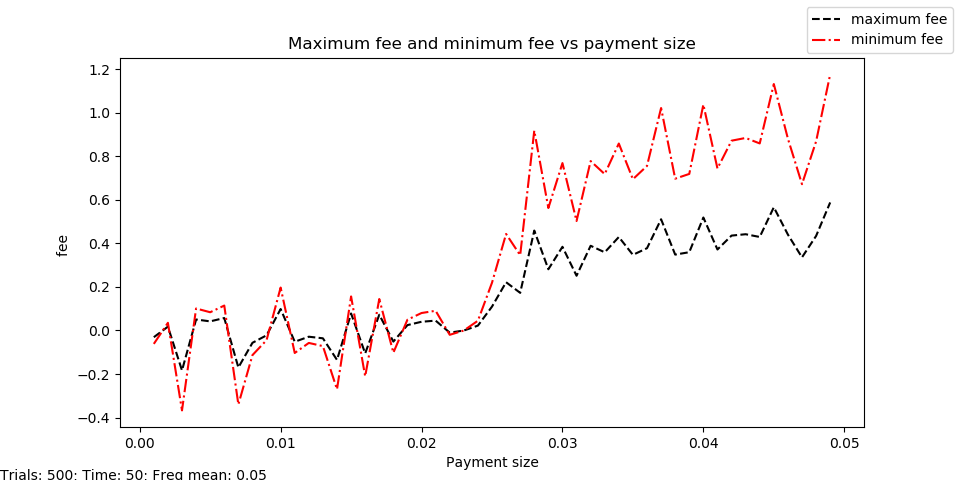 maximum fee
minimum fee
Maximum fee and minimum fee vs payment size
1.2
1.0
0.8
0.6
0.4
0.2
0.0
−0.2
−0.4
fee
0.00 0.01 0.02 0.03 0.04 0.05
Payment size
Trials: 500; Time: 50; Freq mean: 0.05